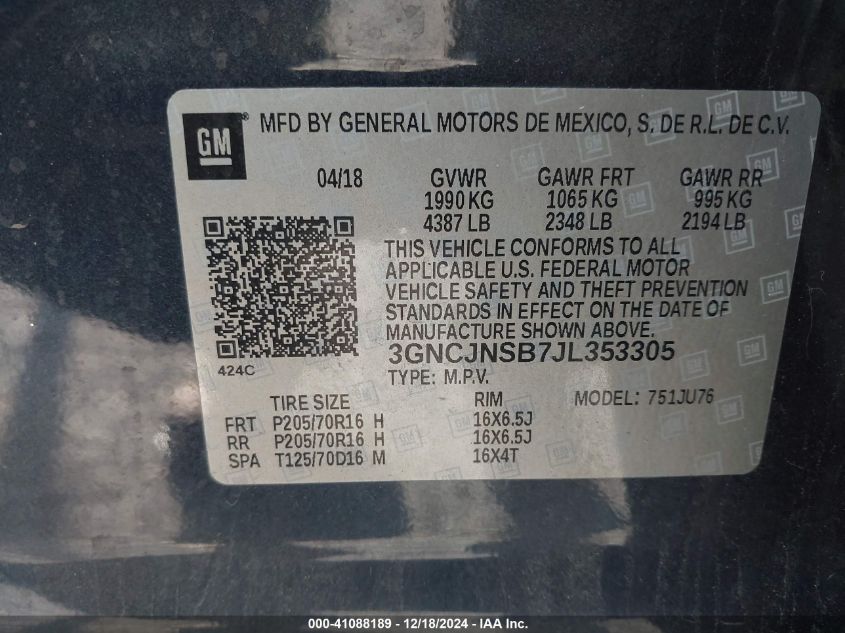 GM® MFD BY GENERAL MOTORS DE MEXICO, S. DE R.L. DE C.V.
04/18 GVWR GAWR FRT GAWR RR
1990 KG 1065 KG 995 KG
4387 LB 2348 LB 2194 LB
THIS VEHICLE CONFORMS TO ALL
APPLICABLE U.S. FEDERAL MOTOR
VEHICLE SAFETY AND THEFT PREVENTION
STANDARDS IN EFFECT ON THE DATE OF
MANUFACTURE SHOWN ABOVE.
3GNCJNSB7JL353305
424C
TYPE: M.P.V. MODEL: 751JU76
TIRE SIZE RIM
FRT P205/70R16 H 16X6.5J
RR P205/70R16 H 16X6.5J
SPA T125/70D16 M 16X4T
000-41088189 - 12/18/2024 - IAA Inc.